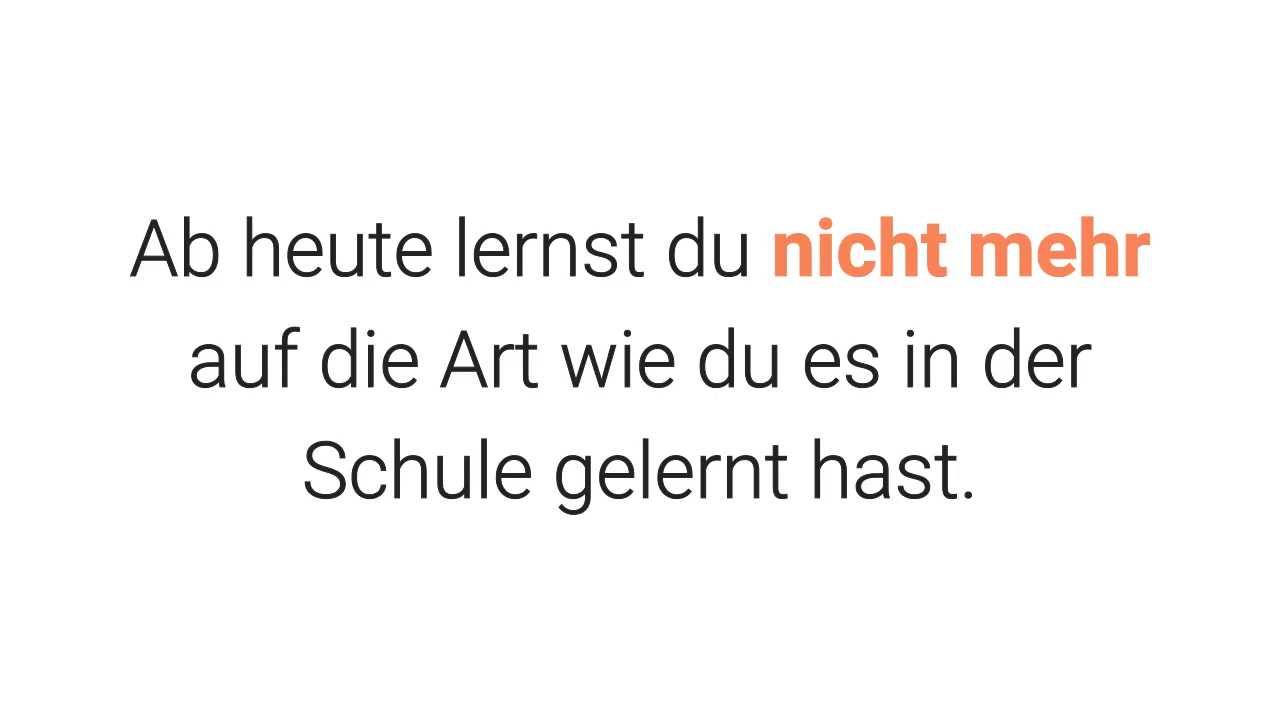 Ab heute lernst du nicht mehr
auf die Art wie du es in der
Schule gelernt hast.